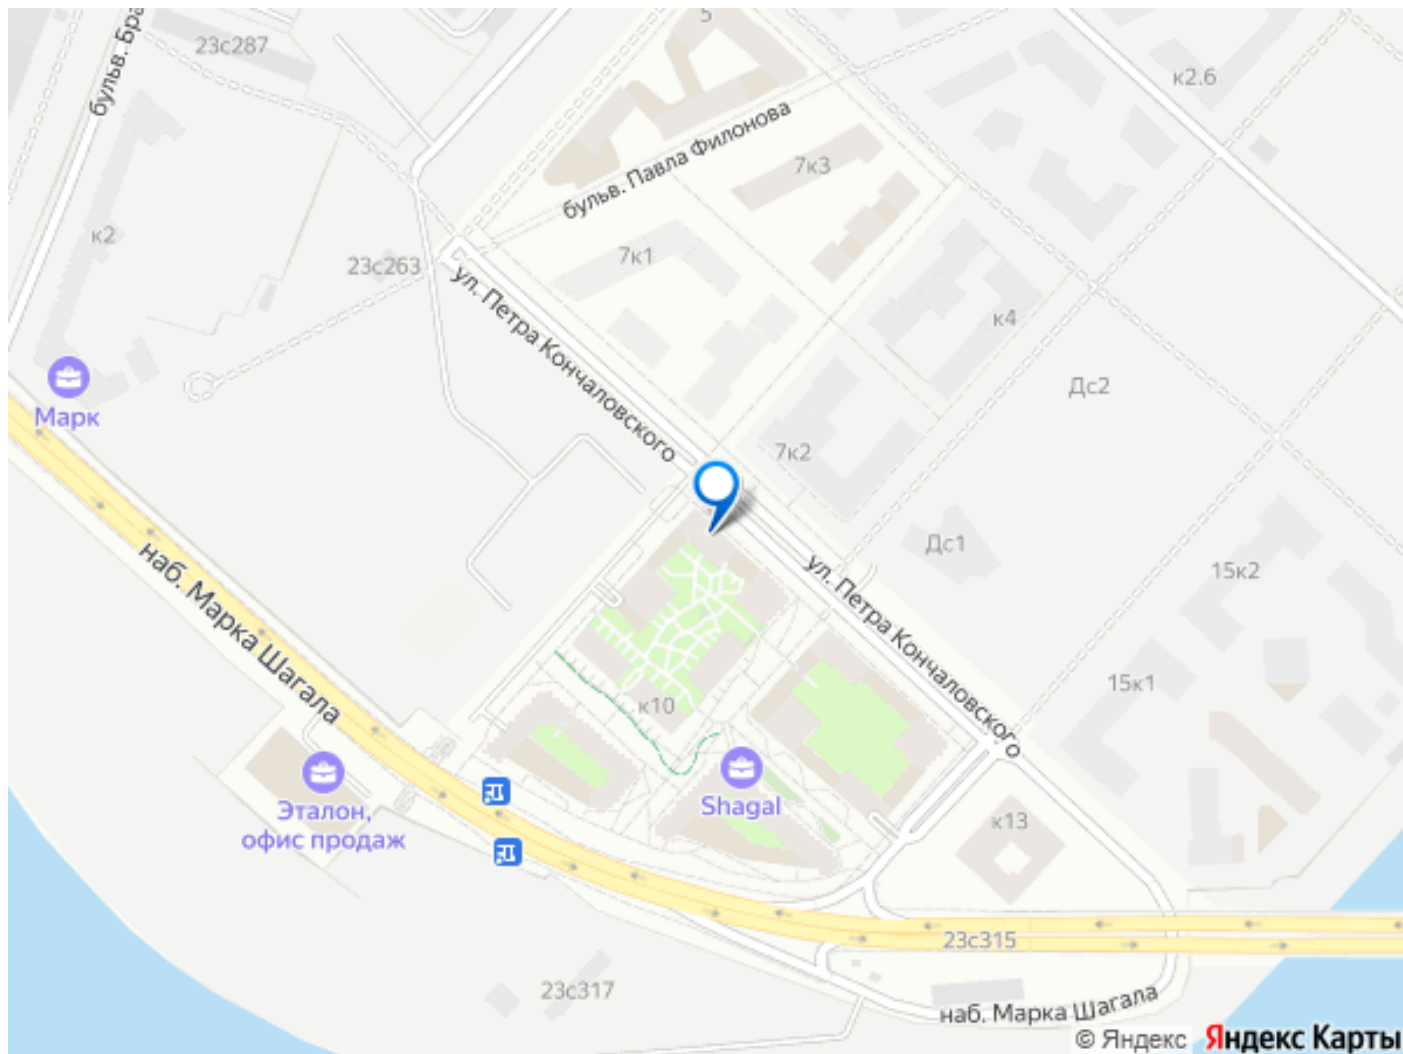 5
23с287
бульв. Бра
к2.6
бульв. Павла Филонова
7к3
к2
7к1
23с263
ул. Петра Кончаловского
к4
Марк
Дс2
7к2
Дс1
ул. Петра Кончаловского
15к2
наб. Марка Шагала
15к1
к10
Shagal
Эталон,
офис продаж
к13
23с315
23с317
наб. Марка Шагала
© Яндекс Яндекс Карты